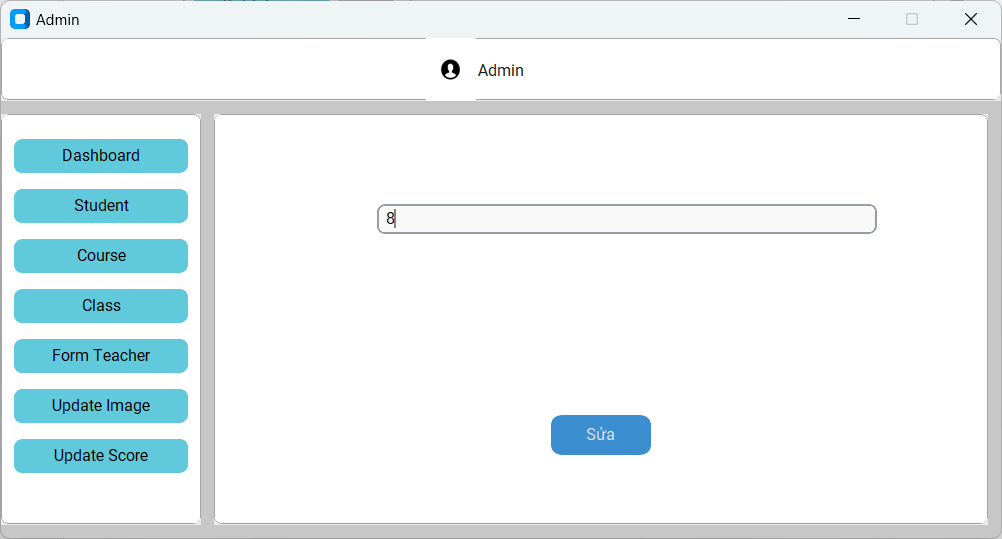 Admin
Admin
Dashboard
Student
Course
Class
Form Teacher
Update Image
Update Score
8
Sửa